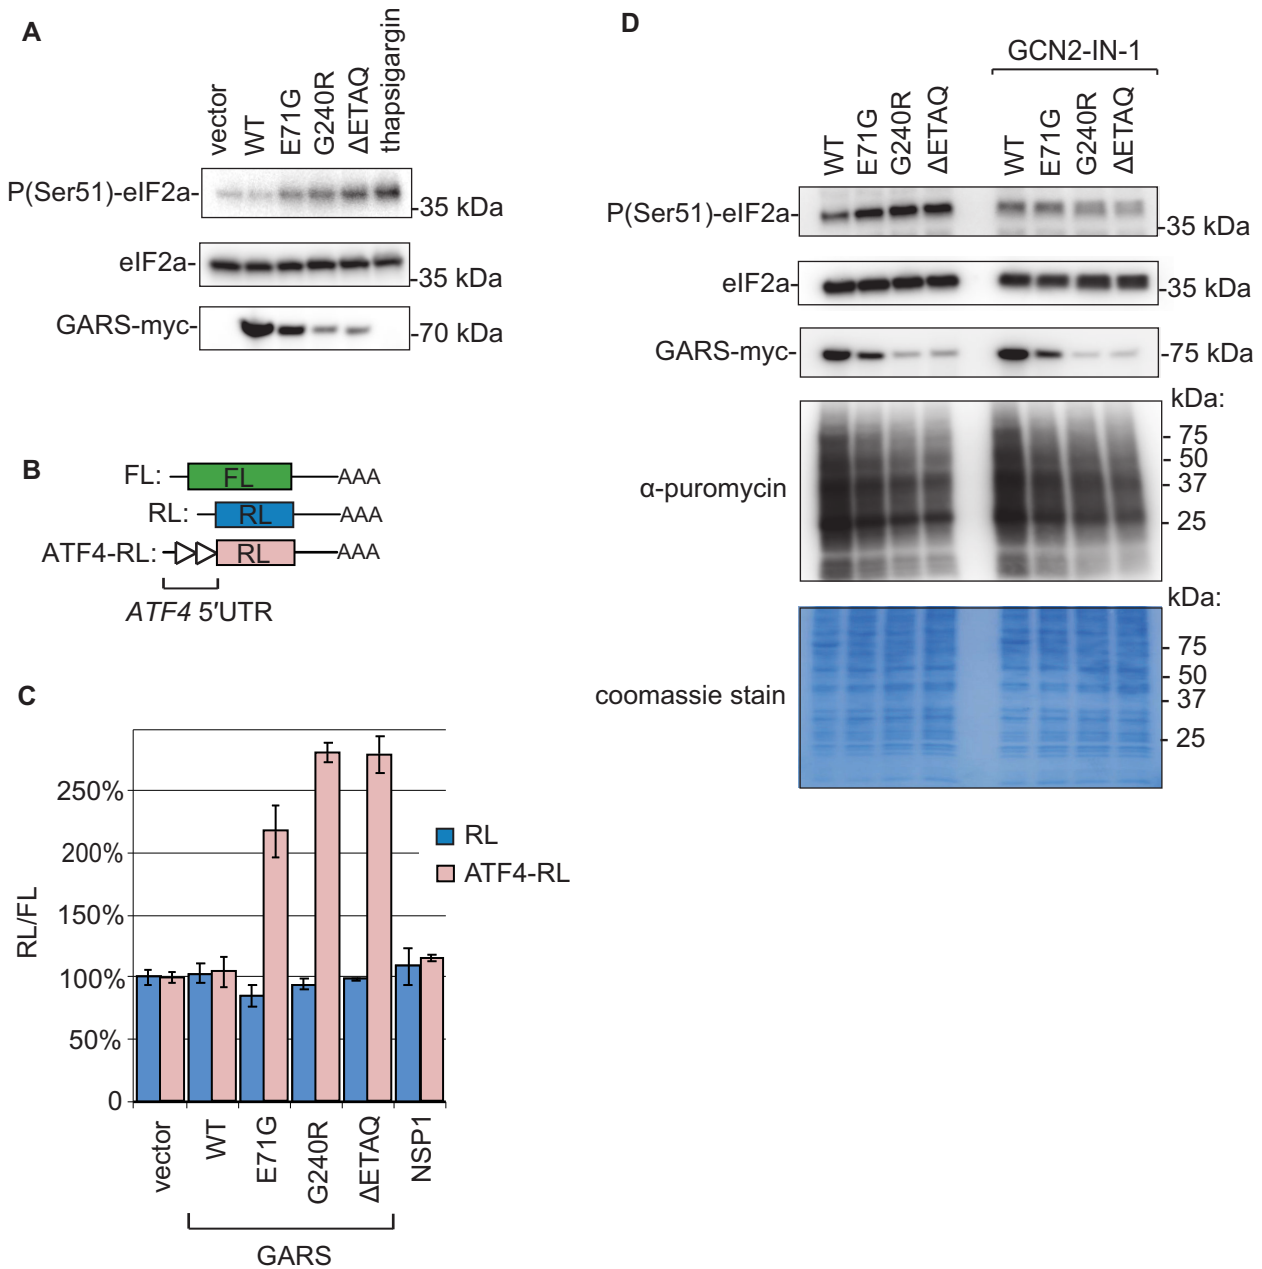 A
vector
WT
E71G
G240R
ΔETAQ
thapsigargin
P(Ser51)-eIF2a-
-35 kDa
eIF2a-
-35 kDa
GARS-myc-
-70 kDa
B
FL: FL AAA
RL: RL AAA
ATF4-RL: RL AAA
ATF4 5′UTR
C
RL/FL
250%
200%
150%
100%
50%
0
RL
ATF4-RL
vector
WT
E71G
G240R
ΔETAQ
NSP1
GARS
D
GCN2-IN-1
WT
E71G
G240R
ΔETAQ
WT
E71G
G240R
ΔETAQ
P(Ser51)-eIF2a-
-35 kDa
eIF2a-
-35 kDa
GARS-myc-
-75 kDa
α-puromycin
kDa:
- 75
- 50
- 37
- 25
coomassie stain
kDa:
- 75
- 50
- 37
- 25